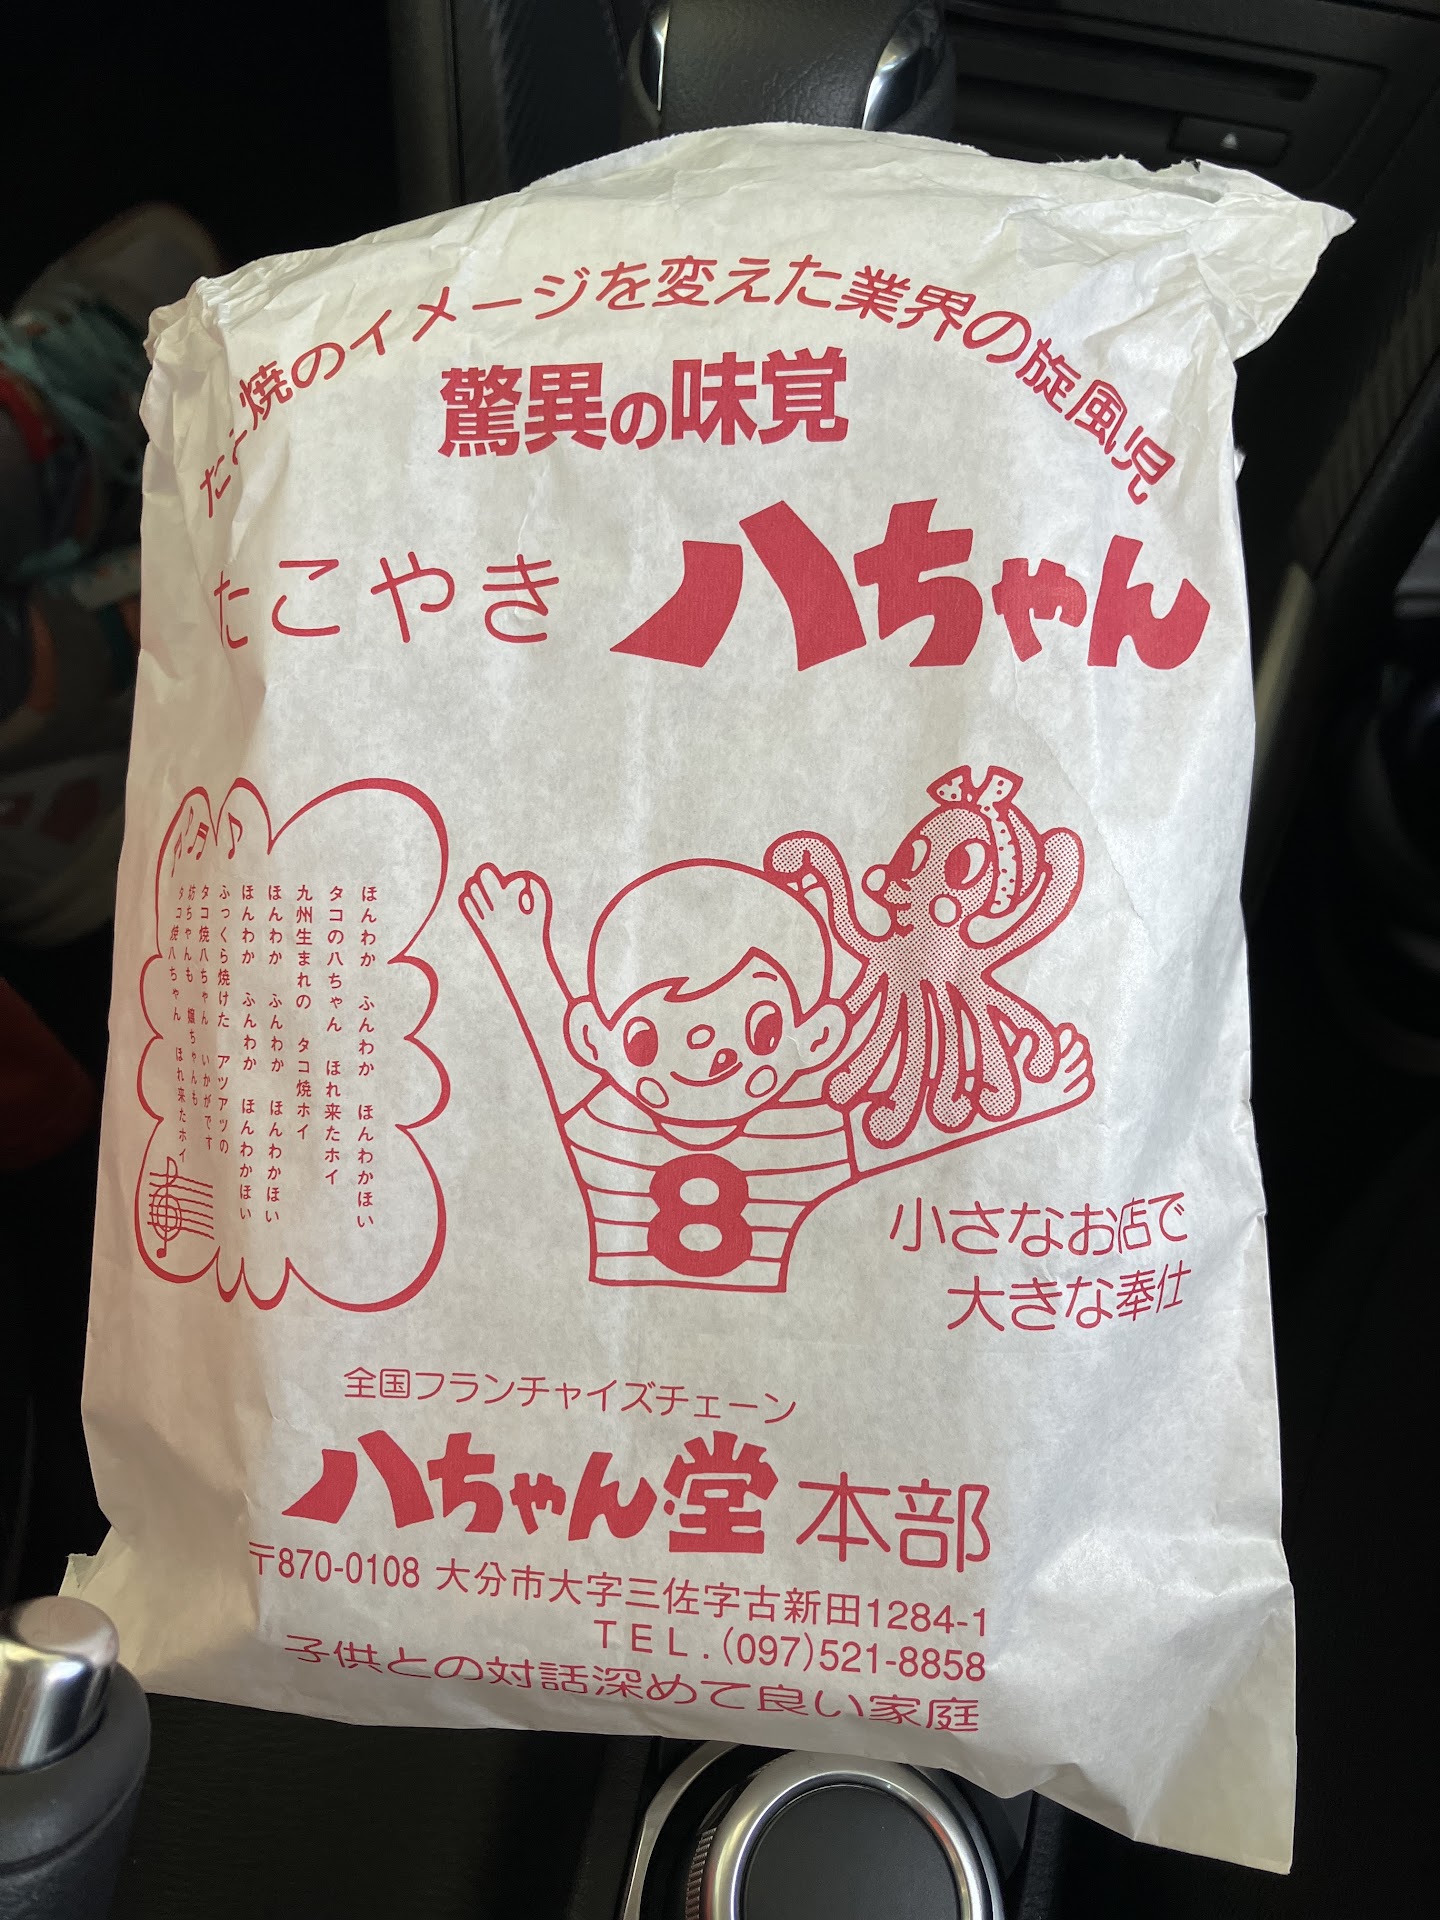 たこ焼のイメージを変えた業界の旋風児
驚異の味覚
たこやき 八ちゃん
ほんわか ふんわか ほんわかほい
タコの八ちゃん ほれ来たホイ
九州生まれの タコ焼ホイ
ほんわか ふんわか ほんわかほい
ほんわか ふんわか ほんわかほい
ふっくら焼けた アツアツの
タコ焼八ちゃん いかがです
坊ちゃんも 嬢ちゃんも
タコ焼八ちゃん ほれ来たホイ
8
小さなお店で
大きな奉仕
全国フランチャイズチェーン
八ちゃん堂 本部
〒870-0108 大分市大字三佐字古新田1284-1
TEL.(097)521-8858
子供との対話深めて良い家庭